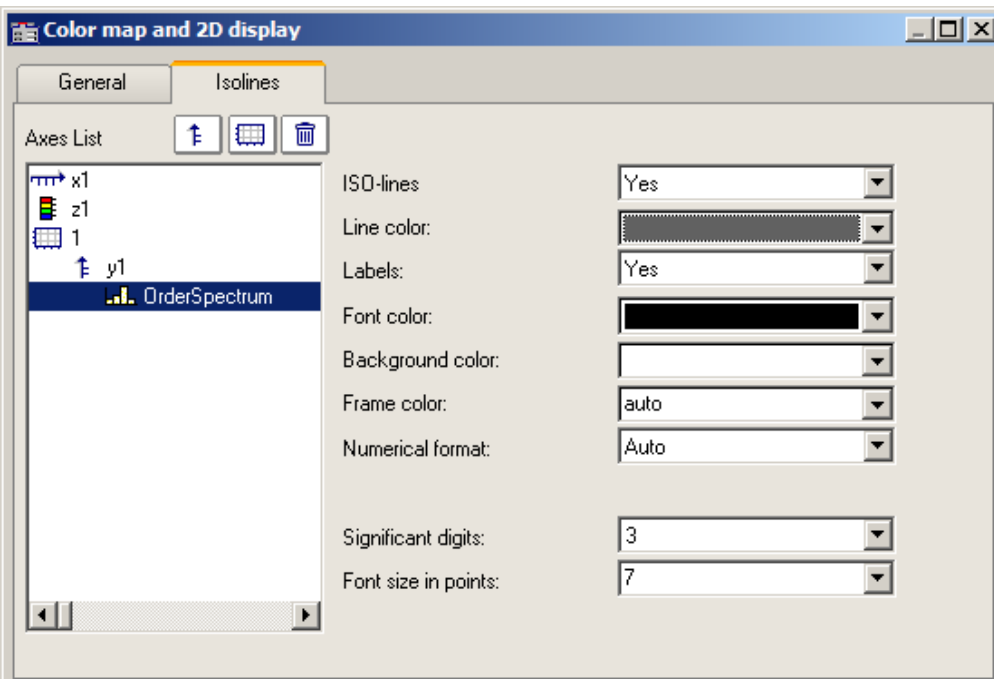 Color map and 2D display
General
Isolines
Axes List
x1
z1
1
y1
OrderSpectrum
ISO-lines Yes
Line color:
Labels: Yes
Font color:
Background color:
Frame color: auto
Numerical format: Auto
Significant digits: 3
Font size in points: 7